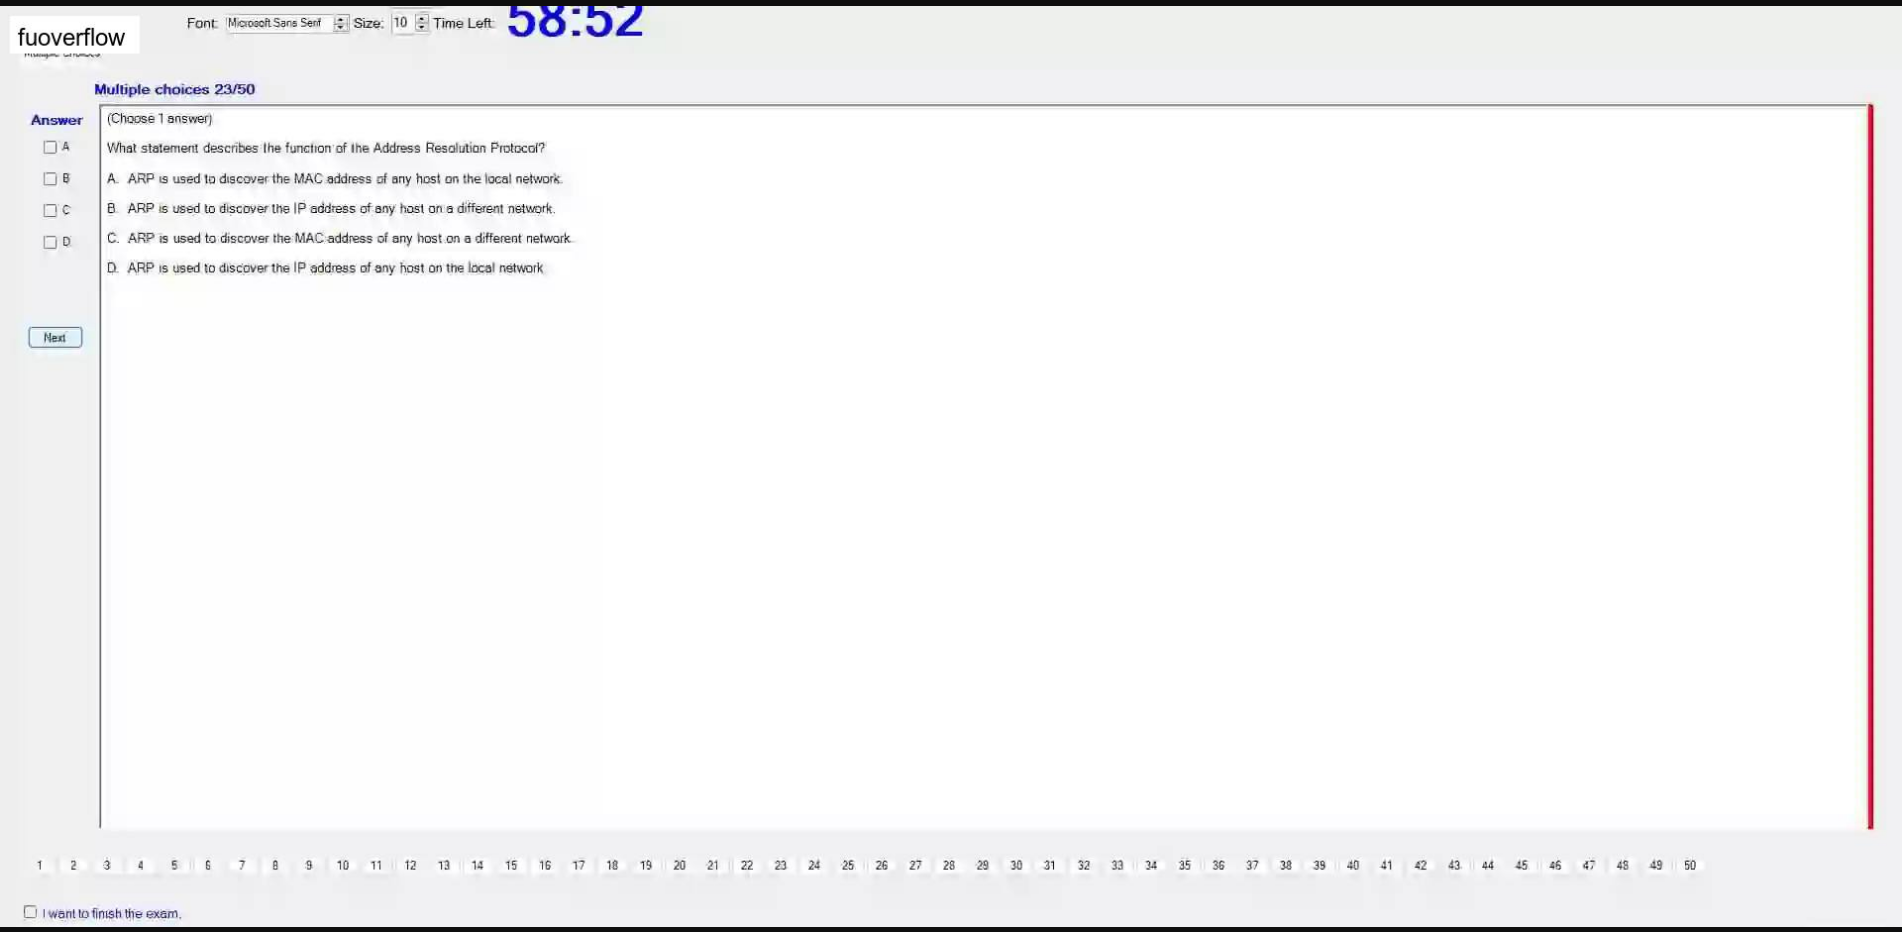 Font: Microsoft Sans Serif Size: 10 Time Left: 58:52
fuoverflow
Multiple choices
Multiple choices 23/50
Answer
(Choose 1 answer)
A
What statement describes the function of the Address Resolution Protocol?
B
A. ARP is used to discover the MAC address of any host on the local network.
C
B. ARP is used to discover the IP address of any host on a different network.
D
C. ARP is used to discover the MAC address of any host on a different network.
D. ARP is used to discover the IP address of any host on the local network.
Next
1 2 3 4 5 6 7 8 9 10 11 12 13 14 15 16 17 18 19 20 21 22 23 24 25 26 27 28 29 30 31 32 33 34 35 36 37 38 39 40 41 42 43 44 45 46 47 48 49 50
I want to finish the exam.